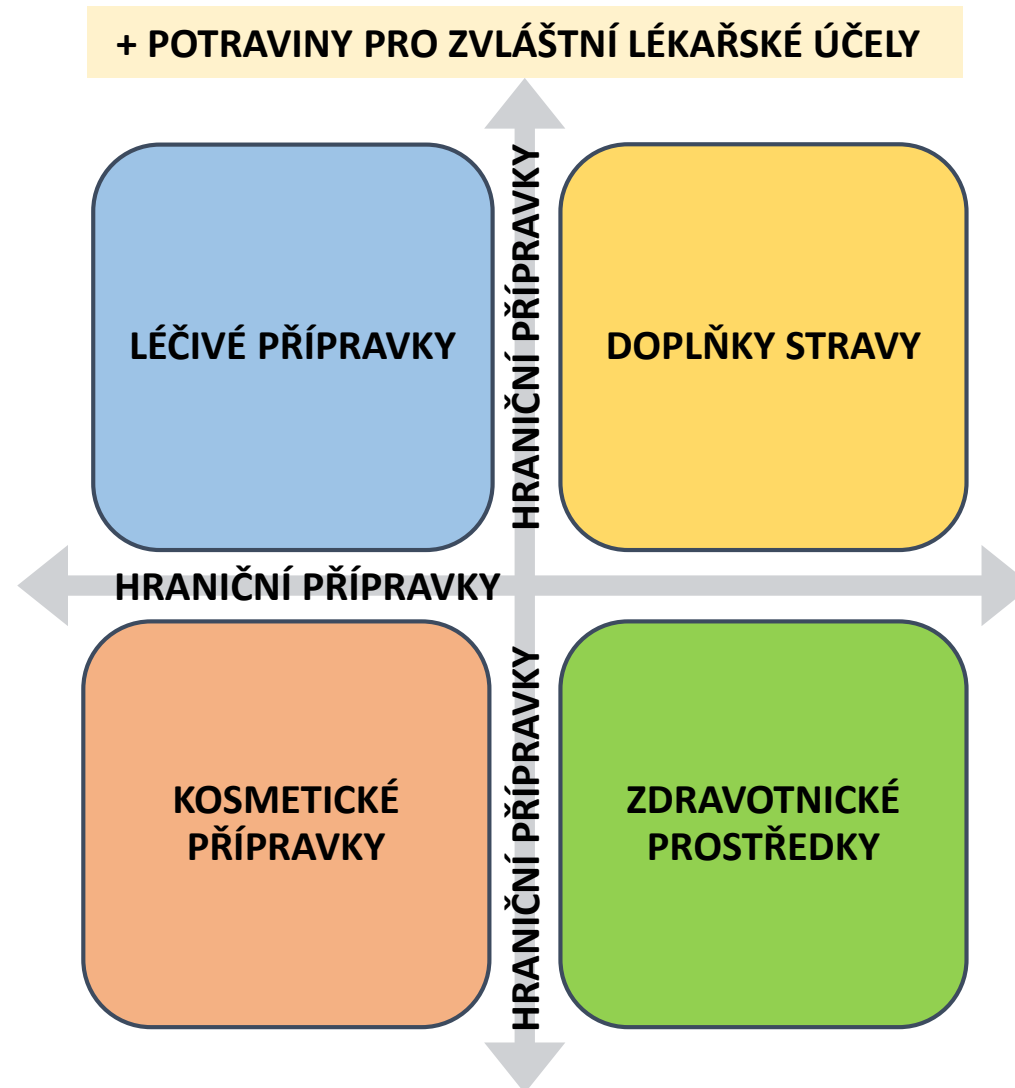 + POTRAVINY PRO ZVLÁŠTNÍ LÉKAŘSKÉ ÚČELY
LÉČIVÉ PŘÍPRAVKY
HRANIČNÍ PŘÍPRAVKY
DOPLŇKY STRAVY
HRANIČNÍ PŘÍPRAVKY
KOSMETICKÉ
PŘÍPRAVKY
HRANIČNÍ PŘÍPRAVKY
ZDRAVOTNICKÉ
PROSTŘEDKY